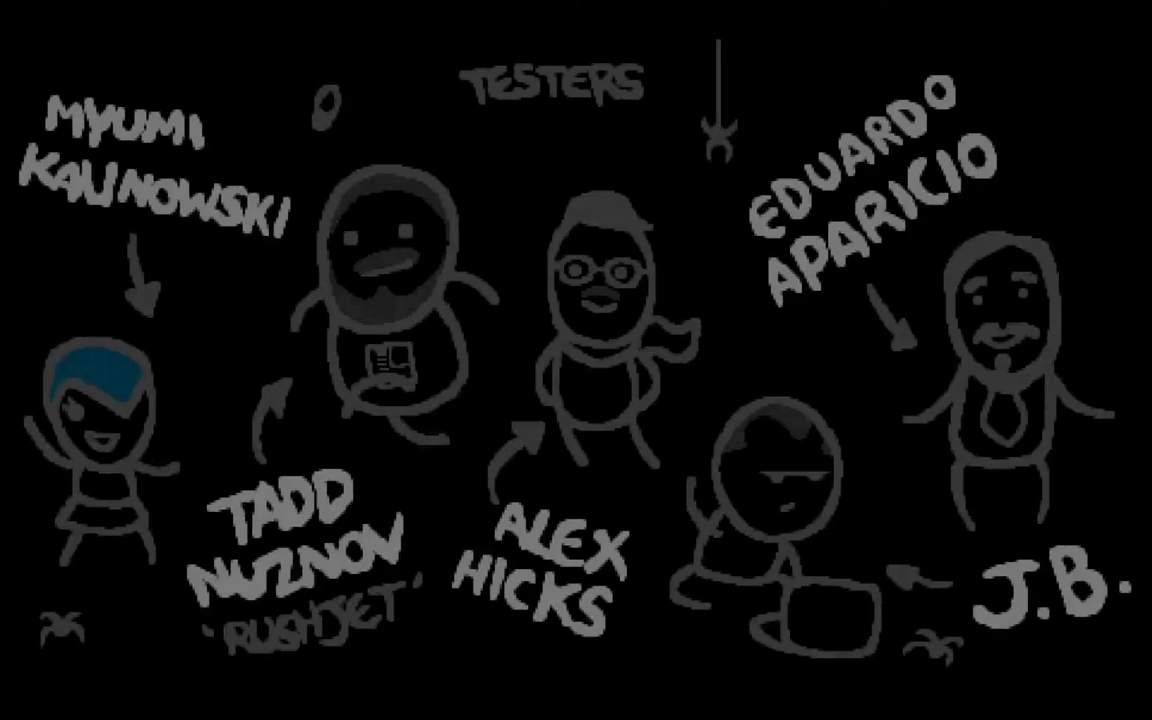 TESTERS
MYUMI
KALINOWSKI
EDUARDO
APARICIO
TADD
NUZNOV
'RUSHJET'
ALEX
HICKS
J.B.